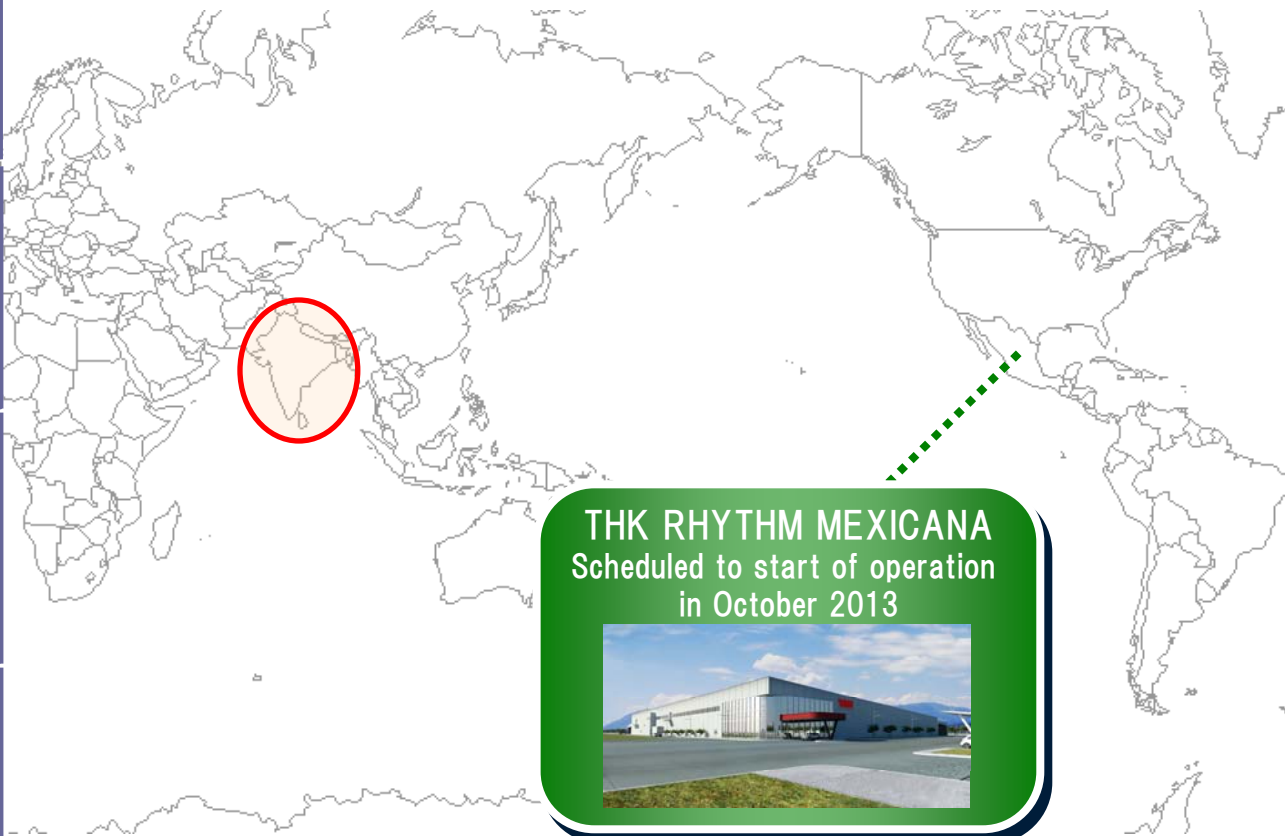 THK RHYTHM MEXICANA
Scheduled to start of operation
in October 2013